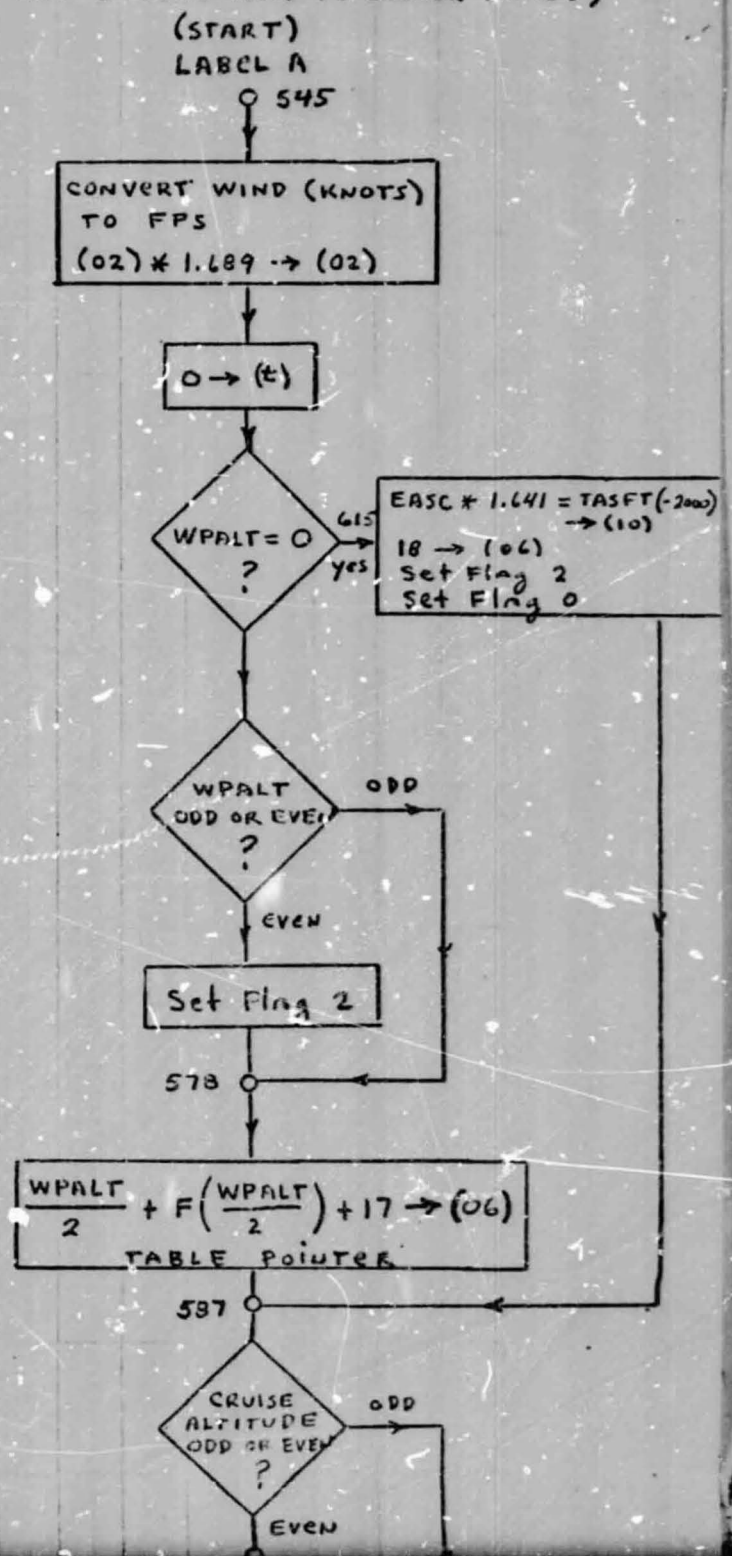 (START)
LABEL A
545
CONVERT WIND (KNOTS)
TO FPS
(02) * 1.689 → (02)
0 → (t)
WPALT = 0
?
615
yes
EASC * 1.641 = TASFT(-2000)
→ (10)
18 → (06)
Set Flag 2
Set Flag 0
WPALT
ODD OR EVEN
?
ODD
EVEN
Set Flag 2
578
WPALT/2 + F(WPALT/2) + 17 → (06)
TABLE POINTER
587
CRUISE
ALTITUDE
ODD OR EVEN
?
ODD
EVEN